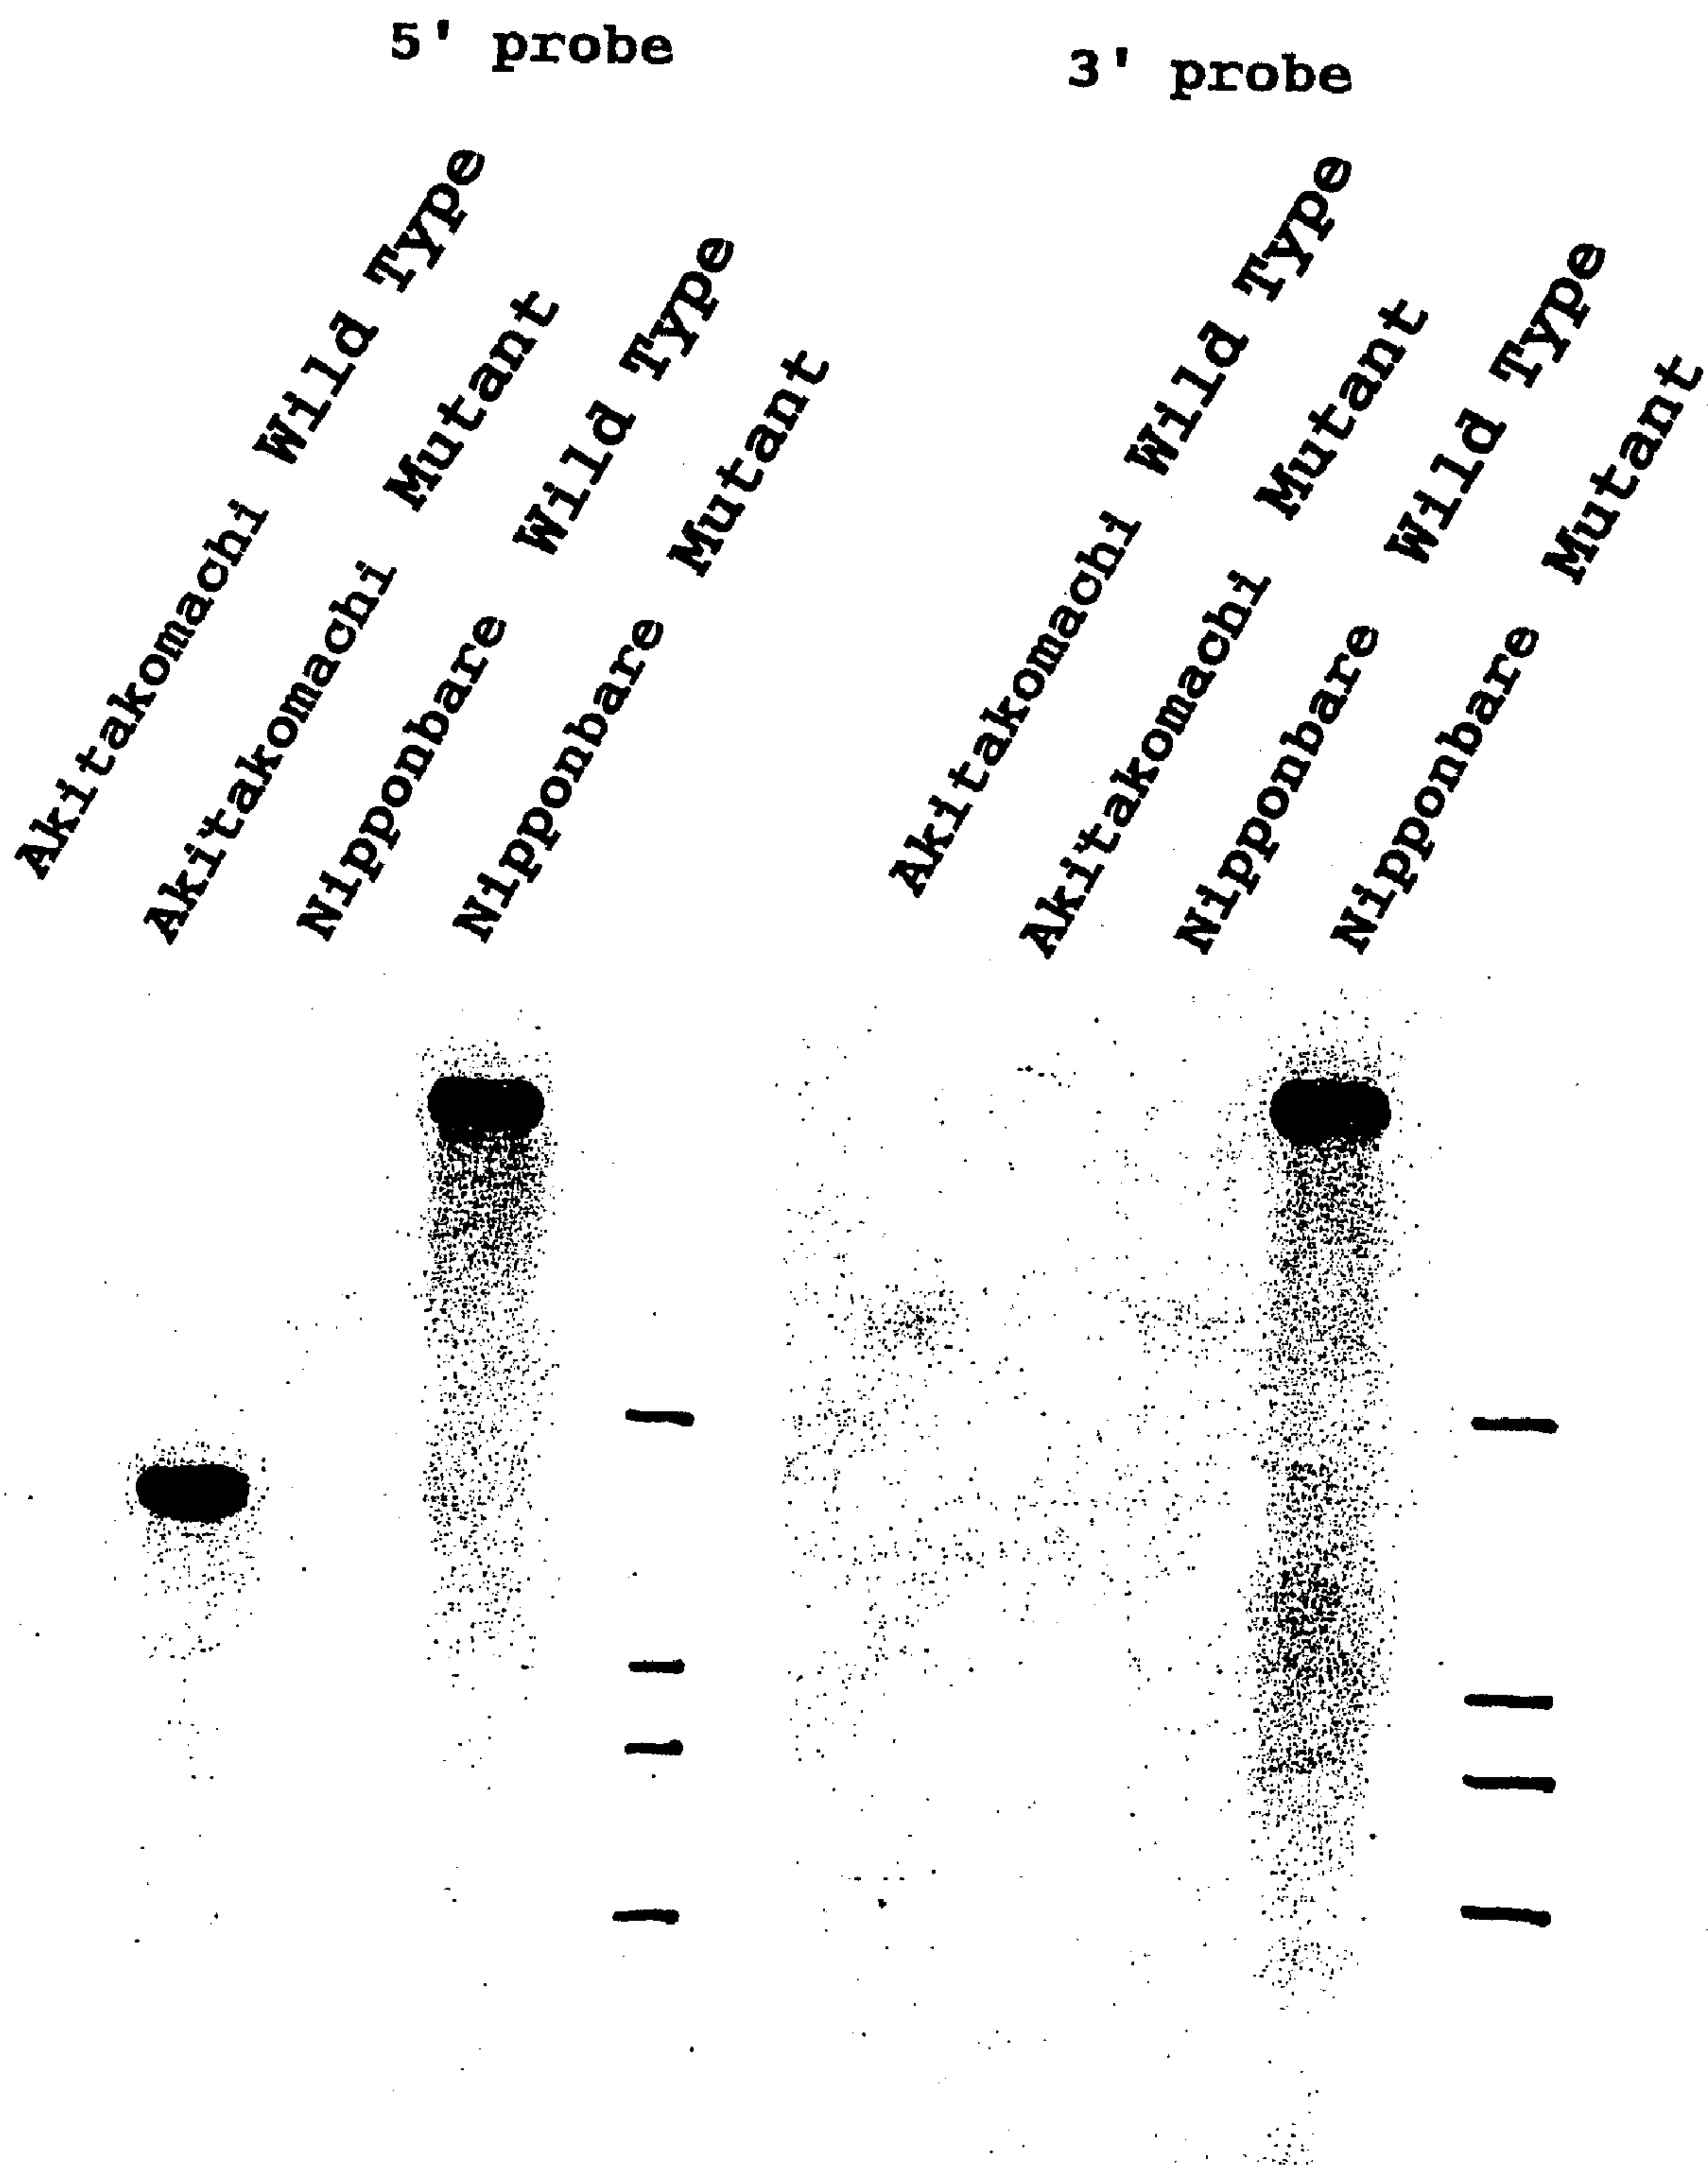 5' probe
Akitakomachi Wild Type
Akitakomachi Mutant
Nipponbare Wild Type
Nipponbare Mutant
3' probe
Akitakomachi Wild Type
Akitakomachi Mutant
Nipponbare Wild Type
Nipponbare Mutant